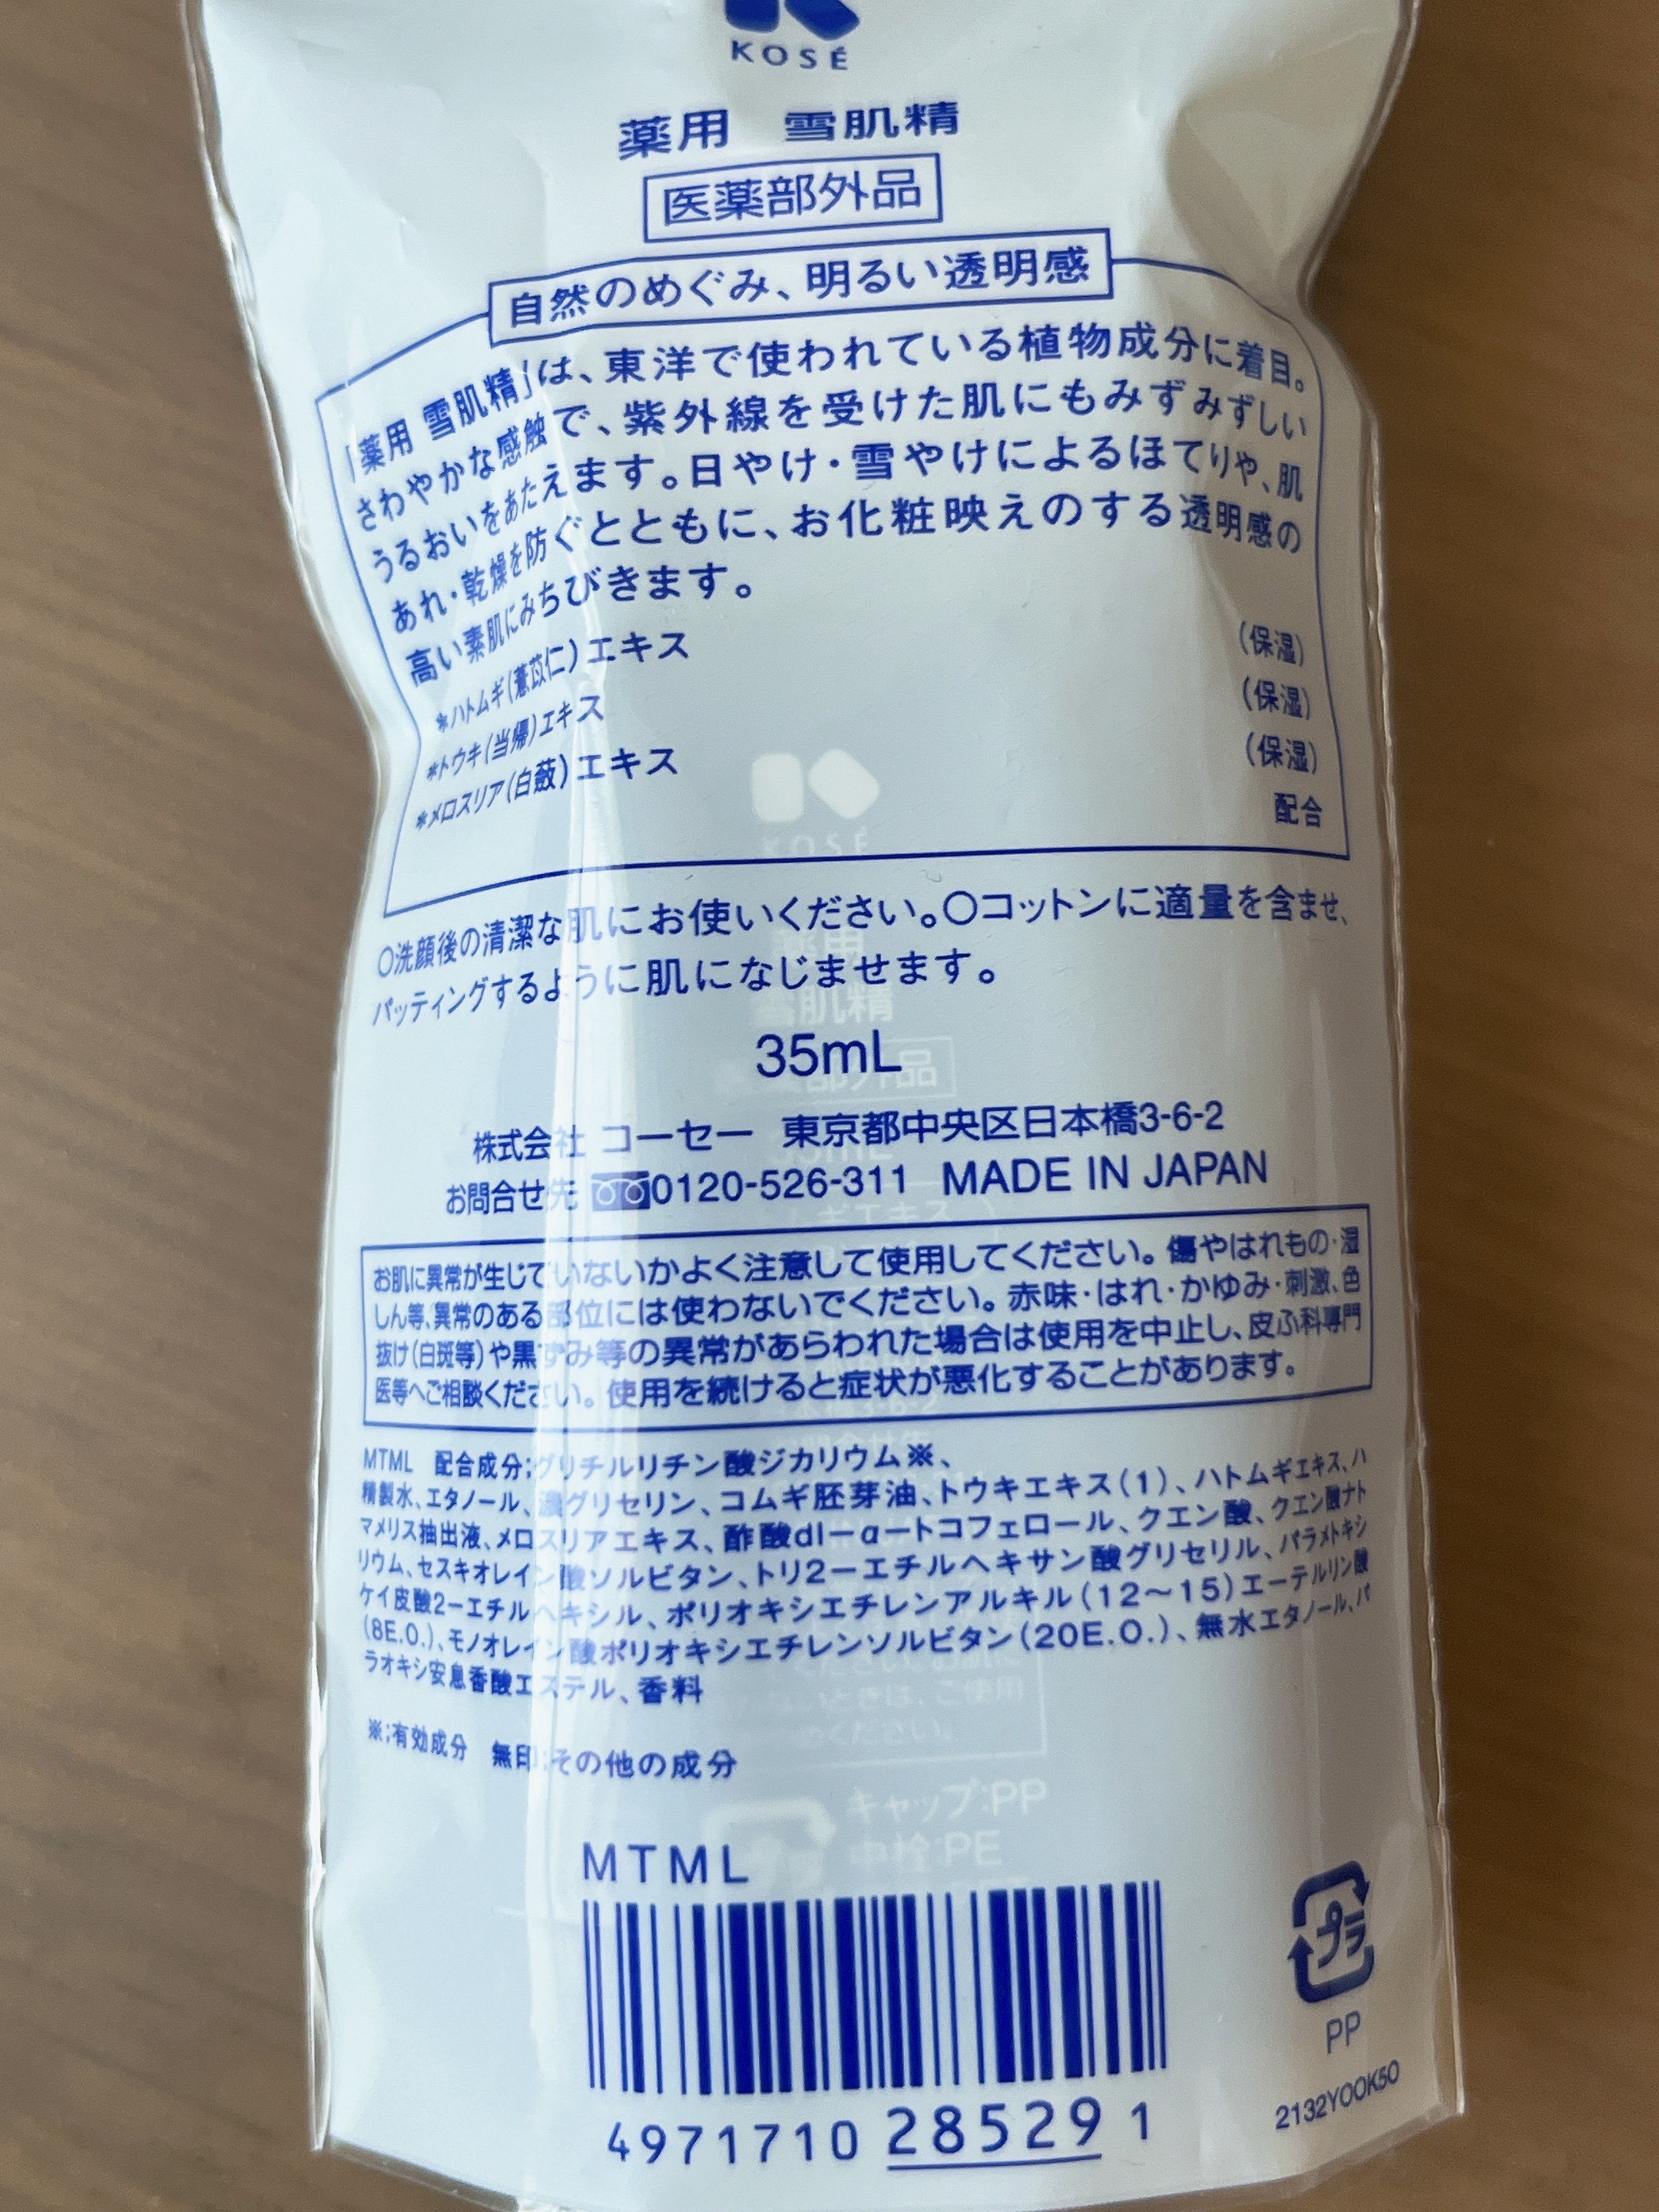 KOSÉ
薬用 雪肌精
医薬部外品
自然のめぐみ、明るい透明感
「薬用 雪肌精」は、東洋で使われている植物成分に着目。
さわやかな感触で、紫外線を受けた肌にもみずみずしい
うるおいをあたえます。日やけ・雪やけによるほてりや、肌
あれ・乾燥を防ぐとともに、お化粧映えのする透明感の
高い素肌にみちびきます。
*ハトムギ(薏苡仁)エキス (保湿)
*トウキ(当帰)エキス (保湿)
*メロスリア(白蘞)エキス (保湿)
配合
○洗顔後の清潔な肌にお使いください。○コットンに適量を含ませ、
パッティングするように肌になじませます。
35mL
株式会社 コーセー 東京都中央区日本橋3-6-2
お問合せ先 0120-526-311 MADE IN JAPAN
お肌に異常が生じていないかよく注意して使用してください。傷やはれもの・湿
しん等、異常のある部位には使わないでください。赤味・はれ・かゆみ・刺激、色
抜け(白斑等)や黒ずみ等の異常があらわれた場合は使用を中止し、皮ふ科専門
医等へご相談ください。使用を続けると症状が悪化することがあります。
MTML 配合成分;グリチルリチン酸ジカリウム※、
精製水、エタノール、濃グリセリン、コムギ胚芽油、トウキエキス(1)、ハトムギエキス、ハ
マメリス抽出液、メロスリアエキス、酢酸dl-α-トコフェロール、クエン酸、クエン酸ナト
リウム、セスキオレイン酸ソルビタン、トリ2-エチルヘキサン酸グリセリル、パラメトキシ
ケイ皮酸2-エチルヘキシル、ポリオキシエチレンアルキル(12~15)エーテルリン酸
(8E.O.)、モノオレイン酸ポリオキシエチレンソルビタン(20E.O.)、無水エタノール、パ
ラオキシ安息香酸エステル、香料
※;有効成分 無印;その他の成分
キャップ:PP
中栓:PE
MTML
プラ
PP
4971710 28529 1
2132Y00K50